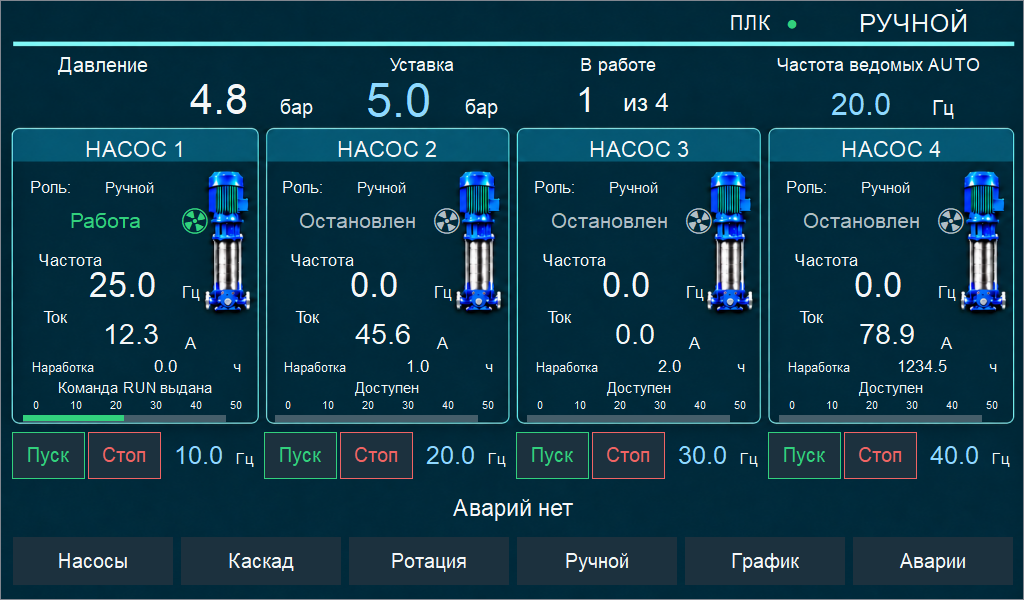 ПЛК РУЧНОЙ
Давление Уставка В работе Частота ведомых AUTO
4.8 бар 5.0 бар 1 из 4 20.0 Гц
НАСОС 1 НАСОС 2 НАСОС 3 НАСОС 4
Роль: Ручной Роль: Ручной Роль: Ручной Роль: Ручной
Работа Остановлен Остановлен Остановлен
Частота Частота Частота Частота
25.0 Гц 0.0 Гц 0.0 Гц 0.0 Гц
Ток Ток Ток Ток
12.3 А 45.6 А 0.0 А 78.9 А
Наработка 0.0 ч Наработка 1.0 ч Наработка 2.0 ч Наработка 1234.5 ч
Команда RUN выдана Доступен Доступен Доступен
0 10 20 30 40 50 0 10 20 30 40 50 0 10 20 30 40 50 0 10 20 30 40 50
Пуск Стоп 10.0 Гц Пуск Стоп 20.0 Гц Пуск Стоп 30.0 Гц Пуск Стоп 40.0 Гц
Аварий нет
Насосы Каскад Ротация Ручной График Аварии